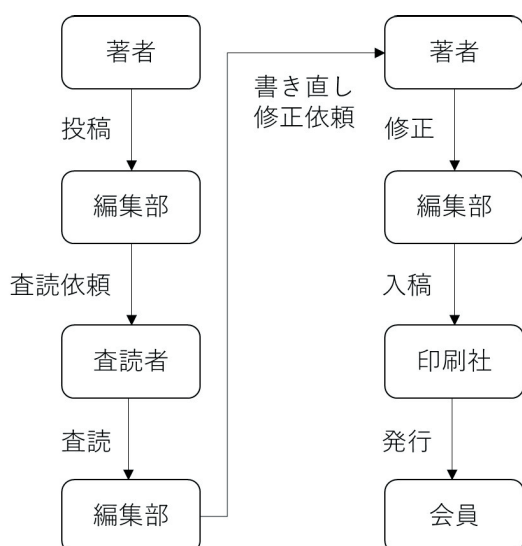 著者
投稿
編集部
査読依頼
査読者
査読
編集部
書き直し
修正依頼
著者
修正
編集部
入稿
印刷社
発行
会員